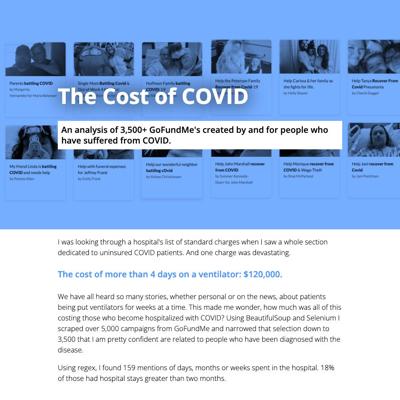 Parents battling COVID
Single Mom Battling Covid
Hoffman Family
Help the Peterson Family
Recover From COVID
Help Carissa & her family as
she fights for life.
Help Tanya Recover From
Covid Pneumonia
by Holly Skaran
by Cherish Dagger
The Cost of COVID
An analysis of 3,500+ GoFundMe's created by and for people who
have suffered from COVID.
My friend Linda is battling
COVID and needs help
Help with funeral expenses
for Jeffrey Frank
Help our wonderful neighbor
battling cOvid
Help John Marshall recover
from COVID
Help Monique recover from
COVID & Wego Tireli
Help Jani recover from
Covid
I was looking through a hospital's list of standard charges when I saw a whole section
dedicated to uninsured COVID patients. And one charge was devastating.
The cost of more than 4 days on a ventilator: $120,000.
We have all heard so many stories, whether personal or on the news, about patients
being put ventilators for weeks at a time. This made me wonder, how much was all of this
costing those who become hospitalized with COVID? Using BeautifulSoup and Selenium I
scraped over 5,000 campaigns from GoFundMe and narrowed that selection down to
3,500 that I am pretty confident are related to people who have been diagnosed with the
disease.
Using regex, I found 159 mentions of days, months or weeks spent in the hospital. 18%
of those had hospital stays greater than two months.